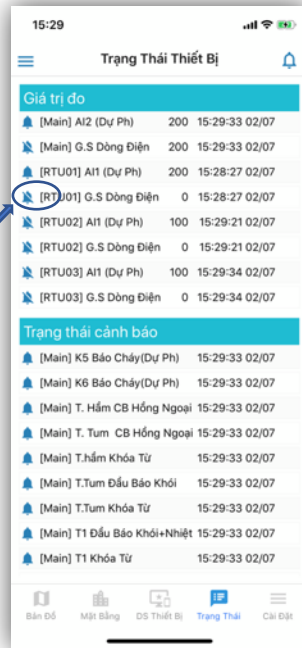 15:29
Trạng Thái Thiết Bị
Giá trị đo
[Main] AI2 (Dự Ph) 200 15:29:33 02/07
[Main] G.S Dòng Điện 200 15:29:33 02/07
[RTU01] AI1 (Dự Ph) 200 15:28:27 02/07
[RTU01] G.S Dòng Điện 0 15:28:27 02/07
[RTU02] AI1 (Dự Ph) 100 15:29:21 02/07
[RTU02] G.S Dòng Điện 0 15:29:21 02/07
[RTU03] AI1 (Dự Ph) 100 15:29:34 02/07
[RTU03] G.S Dòng Điện 0 15:29:34 02/07
Trạng thái cảnh báo
[Main] K5 Báo Cháy(Dự Ph) 15:29:33 02/07
[Main] K6 Báo Cháy(Dự Ph) 15:29:33 02/07
[Main] T. Hầm CB Hồng Ngoại 15:29:33 02/07
[Main] T. Tum CB Hồng Ngoại 15:29:33 02/07
[Main] T.hầm Khóa Từ 15:29:33 02/07
[Main] T.Tum Đầu Báo Khói 15:29:33 02/07
[Main] T.Tum Khóa Từ 15:29:33 02/07
[Main] T1 Đầu Báo Khói+Nhiệt 15:29:33 02/07
[Main] T1 Khóa Từ 15:29:33 02/07
Bản Đồ Mặt Bằng DS Thiết Bị Trạng Thái Cài Đặt